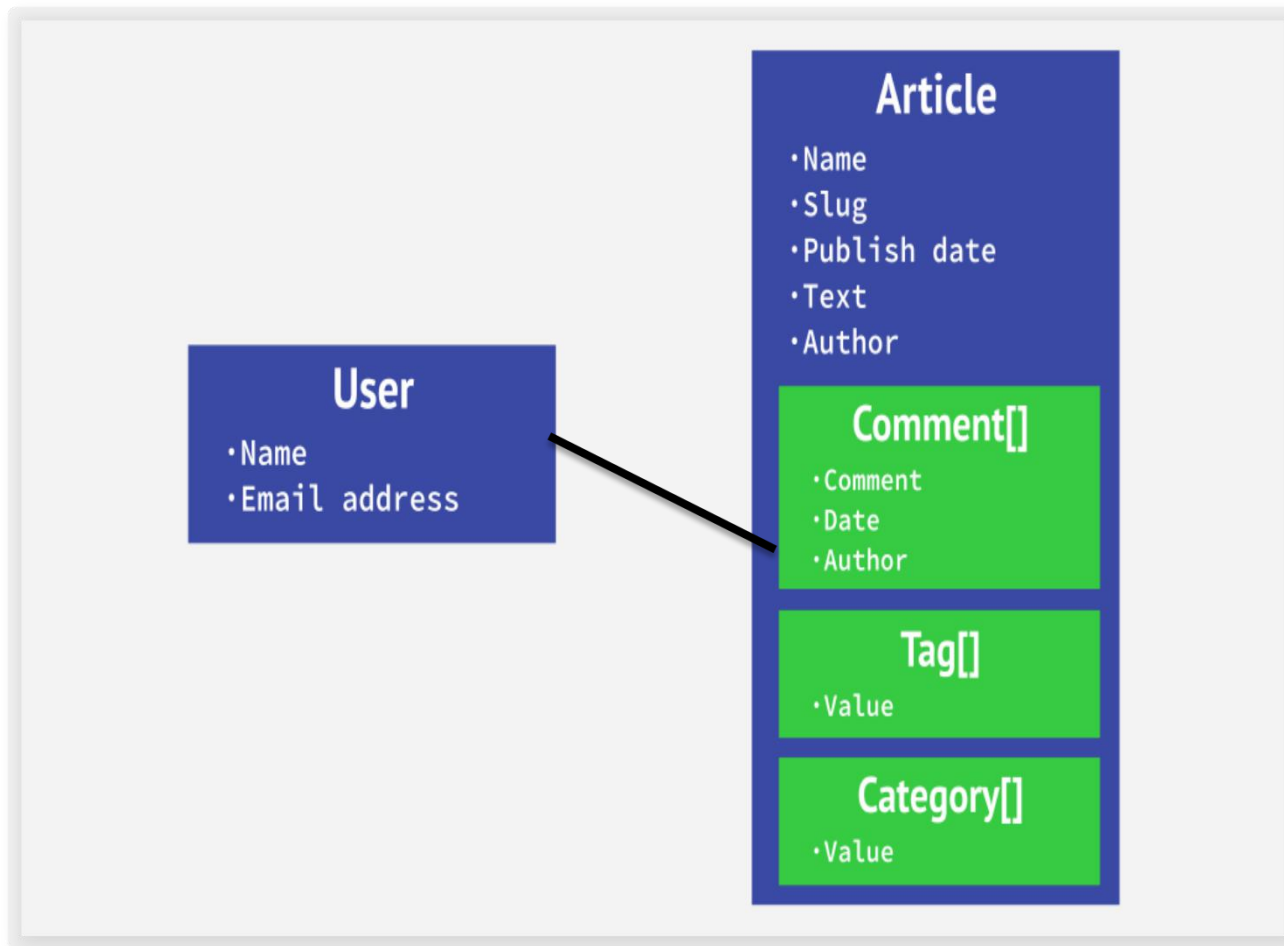 User
·Name
·Email address
Article
·Name
·Slug
·Publish date
·Text
·Author
Comment[]
·Comment
·Date
·Author
Tag[]
·Value
Category[]
·Value